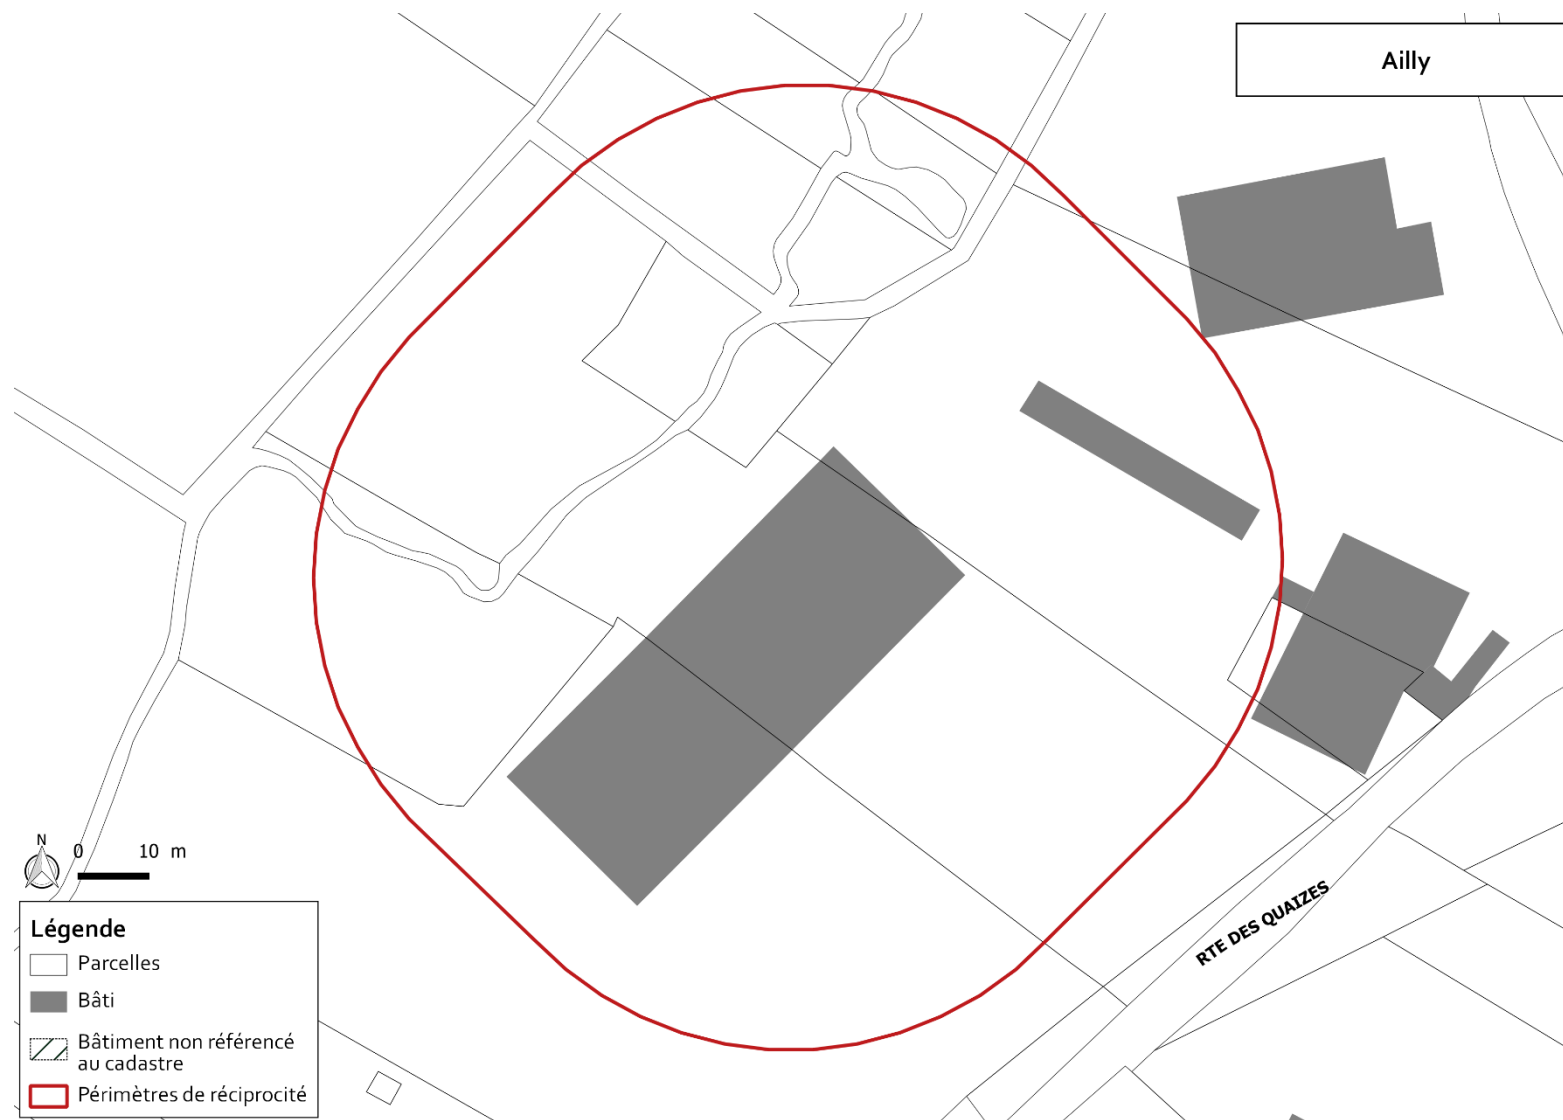 Ailly
N
0 10 m
Légende
Parcelles
Bâti
Bâtiment non référencé
au cadastre
Périmètres de réciprocité
RTE DES QUAIZES